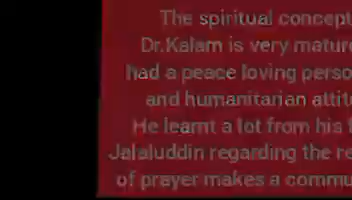 The spiritual concept
Dr.Kalam is very mature
had a peace loving perso
and humanitarian attit
He learnt a lot from his
Jalaluddin regarding the re
of prayer makes a commu